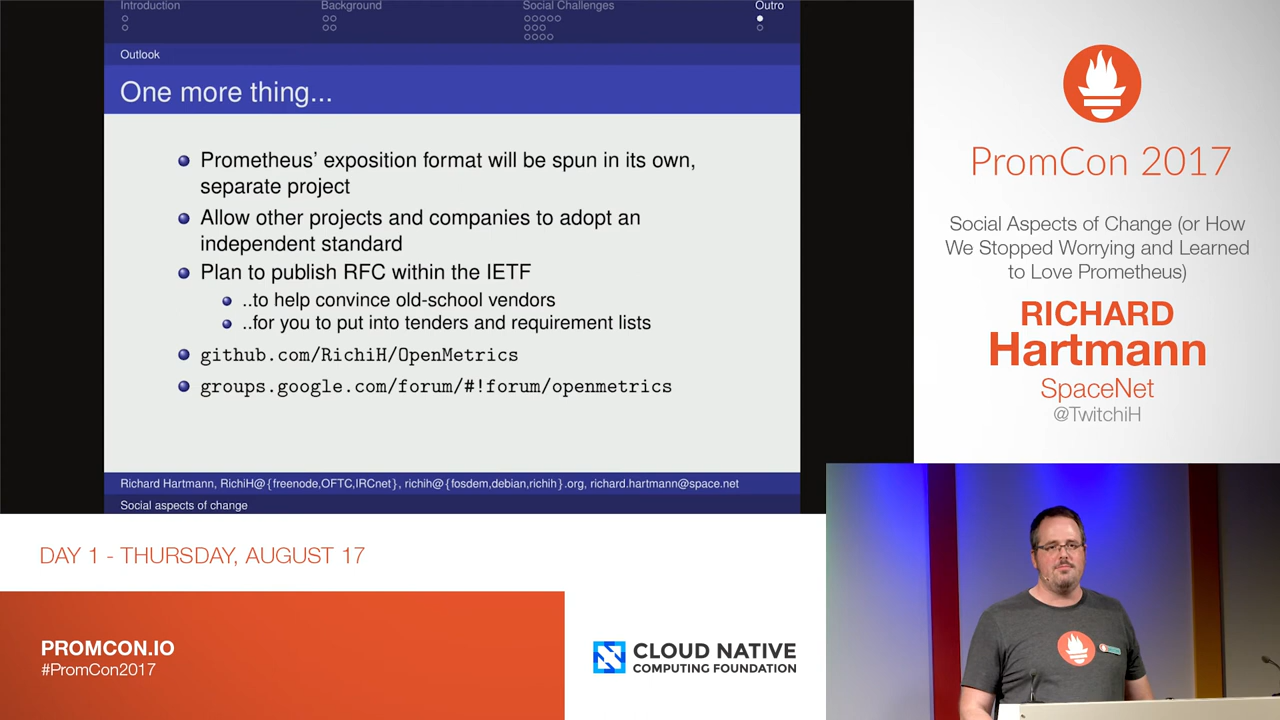 Introduction
Background
Social Challenges
Outro
Outlook
One more thing...
Prometheus' exposition format will be spun in its own,
separate project
Allow other projects and companies to adopt an
independent standard
Plan to publish RFC within the IETF
..to help convince old-school vendors
..for you to put into tenders and requirement lists
github.com/RichiH/OpenMetrics
groups.google.com/forum/#!forum/openmetrics
Richard Hartmann, RichiH@{freenode,OFTC,IRCnet}, richih@{fosdem,debian,richih}.org, richard.hartmann@space.net
Social aspects of change
PromCon 2017
Social Aspects of Change (or How
We Stopped Worrying and Learned
to Love Prometheus)
RICHARD
Hartmann
SpaceNet
@TwitchiH
DAY 1 - THURSDAY, AUGUST 17
PROMCON.IO
#PromCon2017
CLOUD NATIVE
COMPUTING FOUNDATION